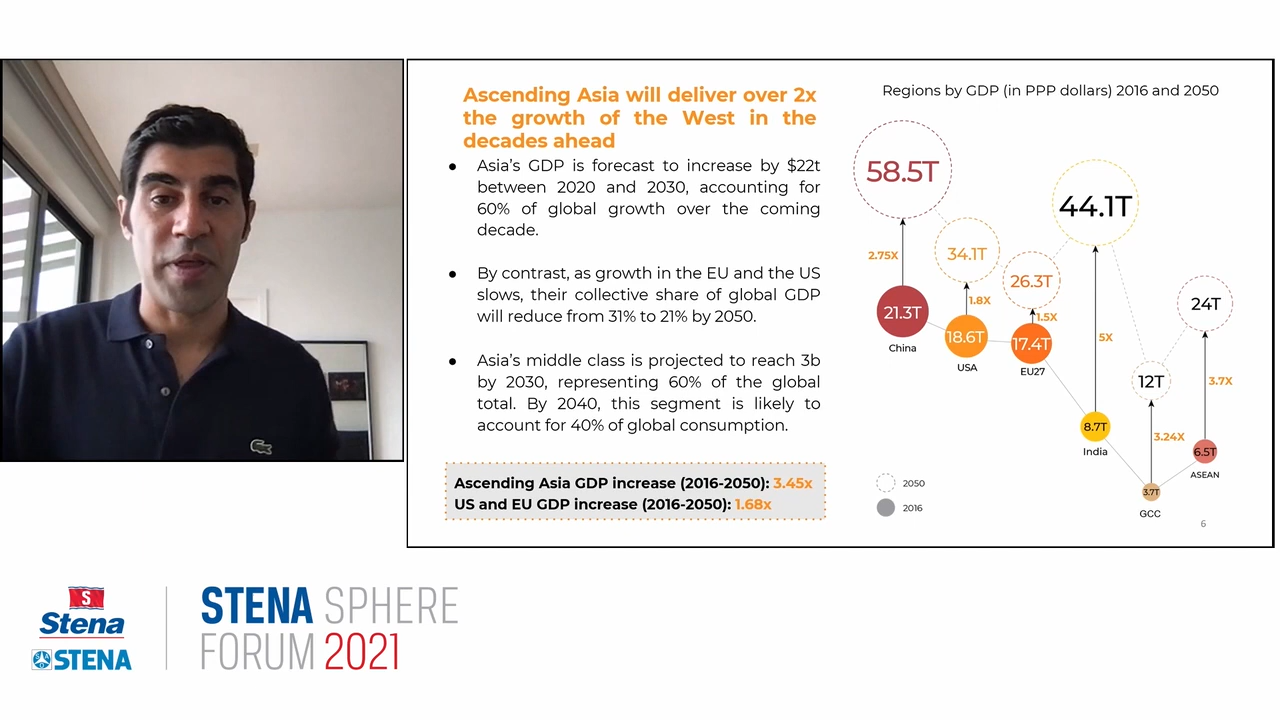 Ascending Asia will deliver over 2x
the growth of the West in the
decades ahead
● Asia's GDP is forecast to increase by $22t
between 2020 and 2030, accounting for
60% of global growth over the coming
decade.
● By contrast, as growth in the EU and the US
slows, their collective share of global GDP
will reduce from 31% to 21% by 2050.
● Asia's middle class is projected to reach 3b
by 2030, representing 60% of the global
total. By 2040, this segment is likely to
account for 40% of global consumption.
Ascending Asia GDP increase (2016-2050): 3.45x
US and EU GDP increase (2016-2050): 1.68x
Regions by GDP (in PPP dollars) 2016 and 2050
58.5T
2.75X
21.3T
China
34.1T
1.8X
18.6T
USA
26.3T
1.5X
17.4T
EU27
44.1T
5X
8.7T
India
12T
3.24X
3.7T
GCC
24T
3.7X
6.5T
ASEAN
2050
2016
6
S
Stena
STENA
STENA SPHERE
FORUM 2021